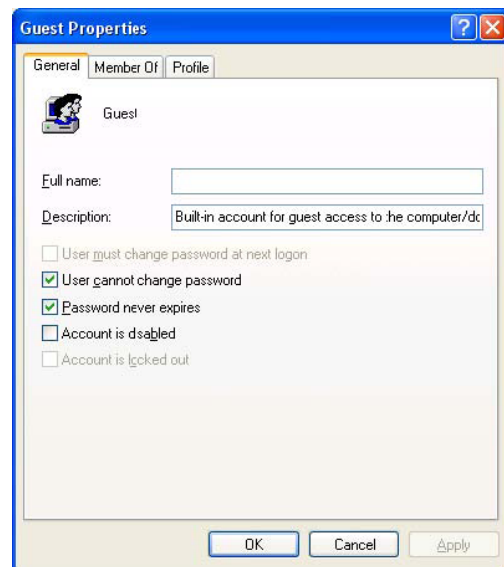 Guest Properties
General Member Of Profile
Guest
Full name:
Description: Built-in account for guest access to the computer/dc
User must change password at next logon
User cannot change password
Password never expires
Account is dsabled
Account is locked out
OK Cancel Apply